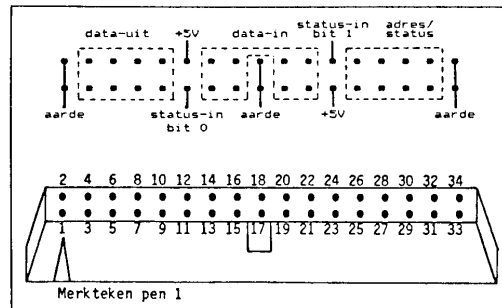 data-uit +5V data-in status-in bit 1 adres/ status
aarde status-in bit 0 aarde +5V aarde
2 4 6 8 10 12 14 16 18 20 22 24 26 28 30 32 34
1 3 5 7 9 11 13 15 17 19 21 23 25 27 29 31 33
Merkteken pen 1